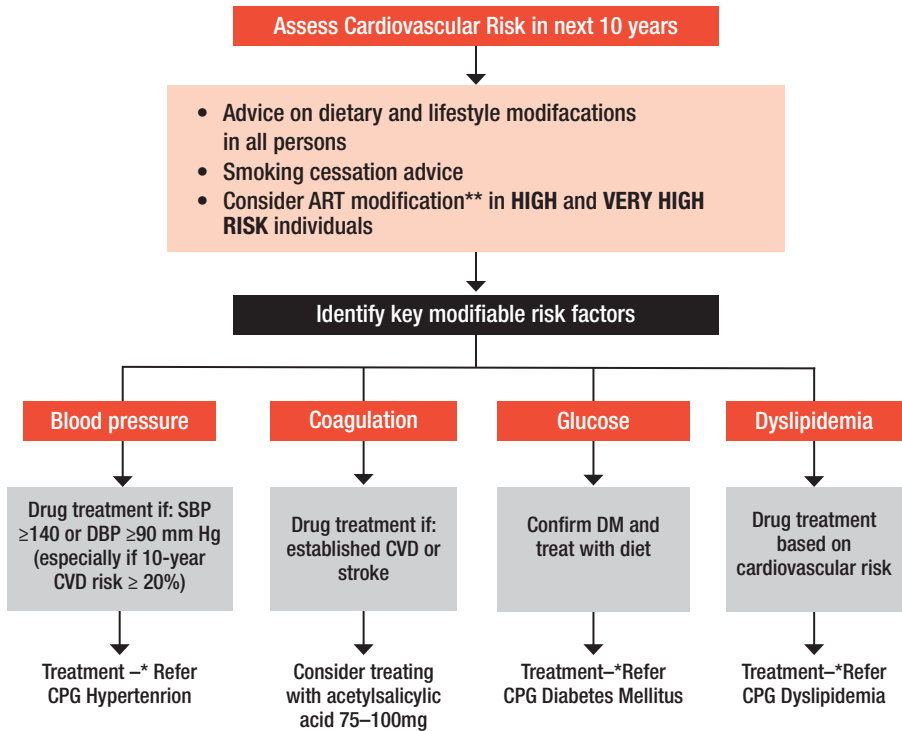 Assess Cardiovascular Risk in next 10 years
• Advice on dietary and lifestyle modifacations
in all persons
• Smoking cessation advice
• Consider ART modification** in HIGH and VERY HIGH
RISK individuals
Identify key modifiable risk factors
Blood pressure
Coagulation
Glucose
Dyslipidemia
Drug treatment if: SBP
≥140 or DBP ≥90 mm Hg
(especially if 10-year
CVD risk ≥ 20%)
Drug treatment if:
established CVD or
stroke
Confirm DM and
treat with diet
Drug treatment
based on
cardiovascular risk
Treatment –* Refer
CPG Hypertenrion
Consider treating
with acetylsalicylic
acid 75–100mg
Treatment–*Refer
CPG Diabetes Mellitus
Treatment–*Refer
CPG Dyslipidemia